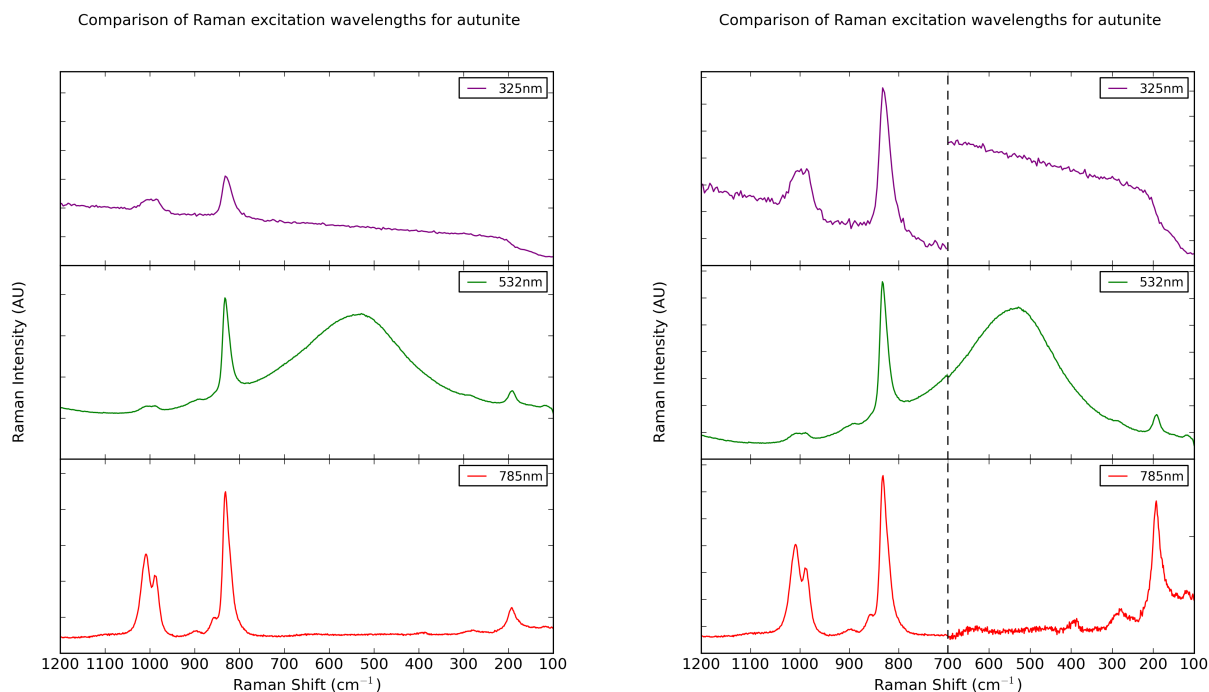 Comparison of Raman excitation wavelengths for autunite
325nm
532nm
785nm
Raman Intensity (AU)
1200 1100 1000 900 800 700 600 500 400 300 200 100
Raman Shift (cm⁻¹)
Comparison of Raman excitation wavelengths for autunite
325nm
532nm
785nm
Raman Intensity (AU)
1200 1100 1000 900 800 700 600 500 400 300 200 100
Raman Shift (cm⁻¹)